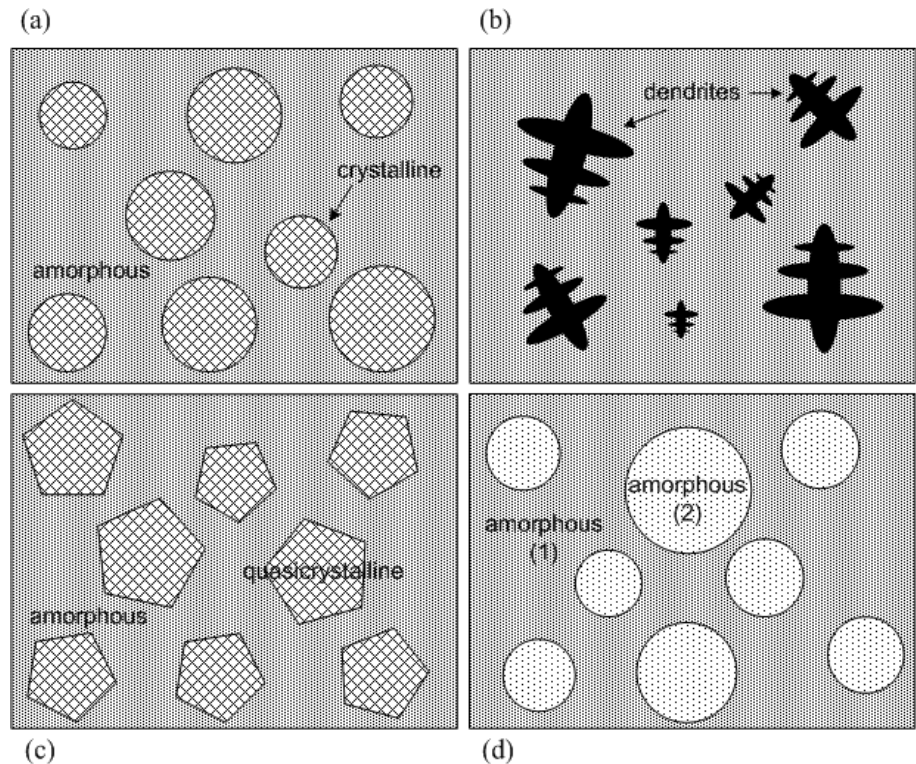 (a)
(b)
dendrites
crystalline
amorphous
quasicrystalline
amorphous
amorphous
(2)
amorphous
(1)
(c)
(d)